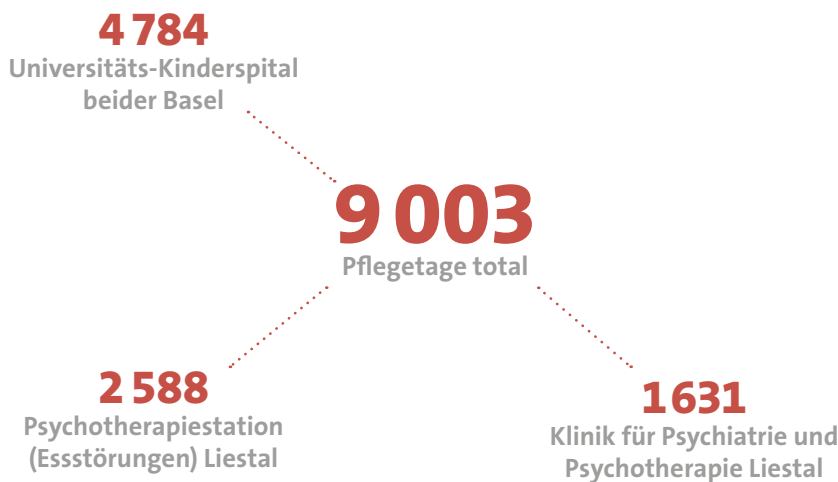 4 784
Universitäts-Kinderspital
beider Basel
9 003
Pflegetage total
2 588
Psychotherapiestation
(Essstörungen) Liestal
1 631
Klinik für Psychiatrie und
Psychotherapie Liestal